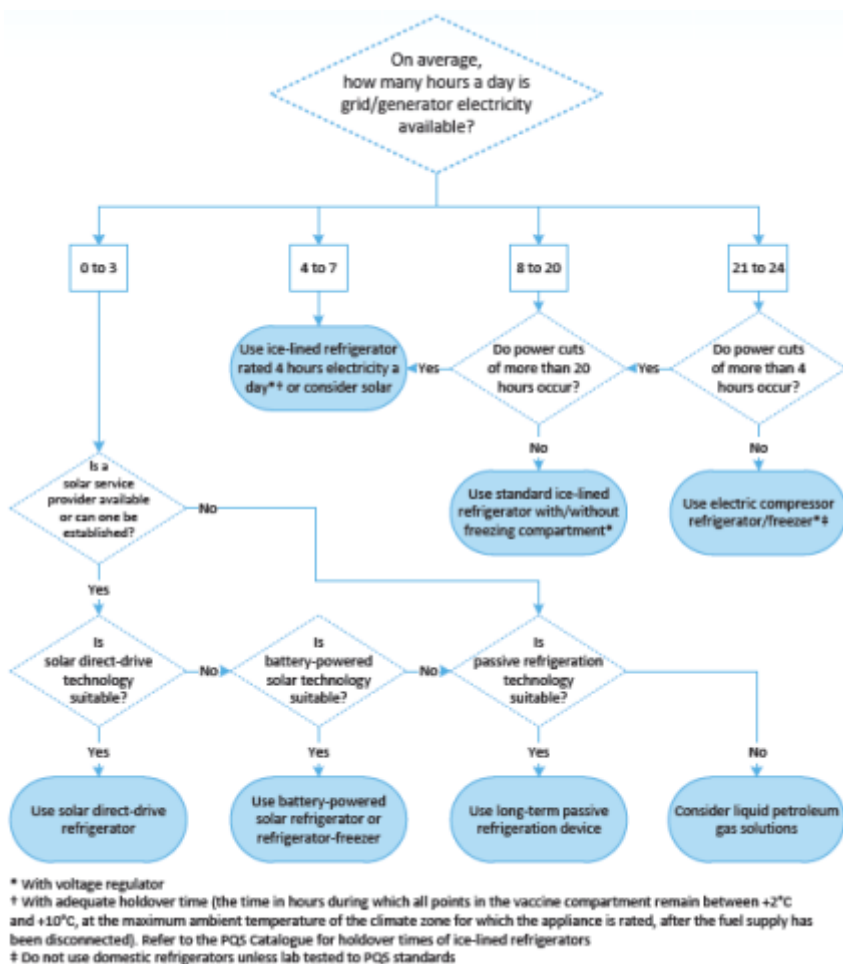 On average,
how many hours a day is
grid/generator electricity
available?
0 to 3
4 to 7
8 to 20
21 to 24
Use ice-lined refrigerator
rated 4 hours electricity a
day*† or consider solar
Yes
Do power cuts
of more than 20
hours occur?
Yes
Do power cuts
of more than 4
hours occur?
No
No
Use standard ice-lined
refrigerator with/without
freezing compartment*
Use electric compressor
refrigerator/freezer*‡
Is a
solar service
provider available
or can one be
established?
No
Yes
Is
solar direct-drive
technology
suitable?
No
Is
battery-powered
solar technology
suitable?
No
Is
passive refrigeration
technology
suitable?
Yes
Yes
Yes
No
Use solar direct-drive
refrigerator
Use battery-powered
solar refrigerator or
refrigerator-freezer
Use long-term passive
refrigeration device
Consider liquid petroleum
gas solutions
* With voltage regulator
† With adequate holdover time (the time in hours during which all points in the vaccine compartment remain between +2°C
and +10°C, at the maximum ambient temperature of the climate zone for which the appliance is rated, after the fuel supply has
been disconnected). Refer to the PQS Catalogue for holdover times of ice-lined refrigerators
‡ Do not use domestic refrigerators unless lab tested to PQS standards